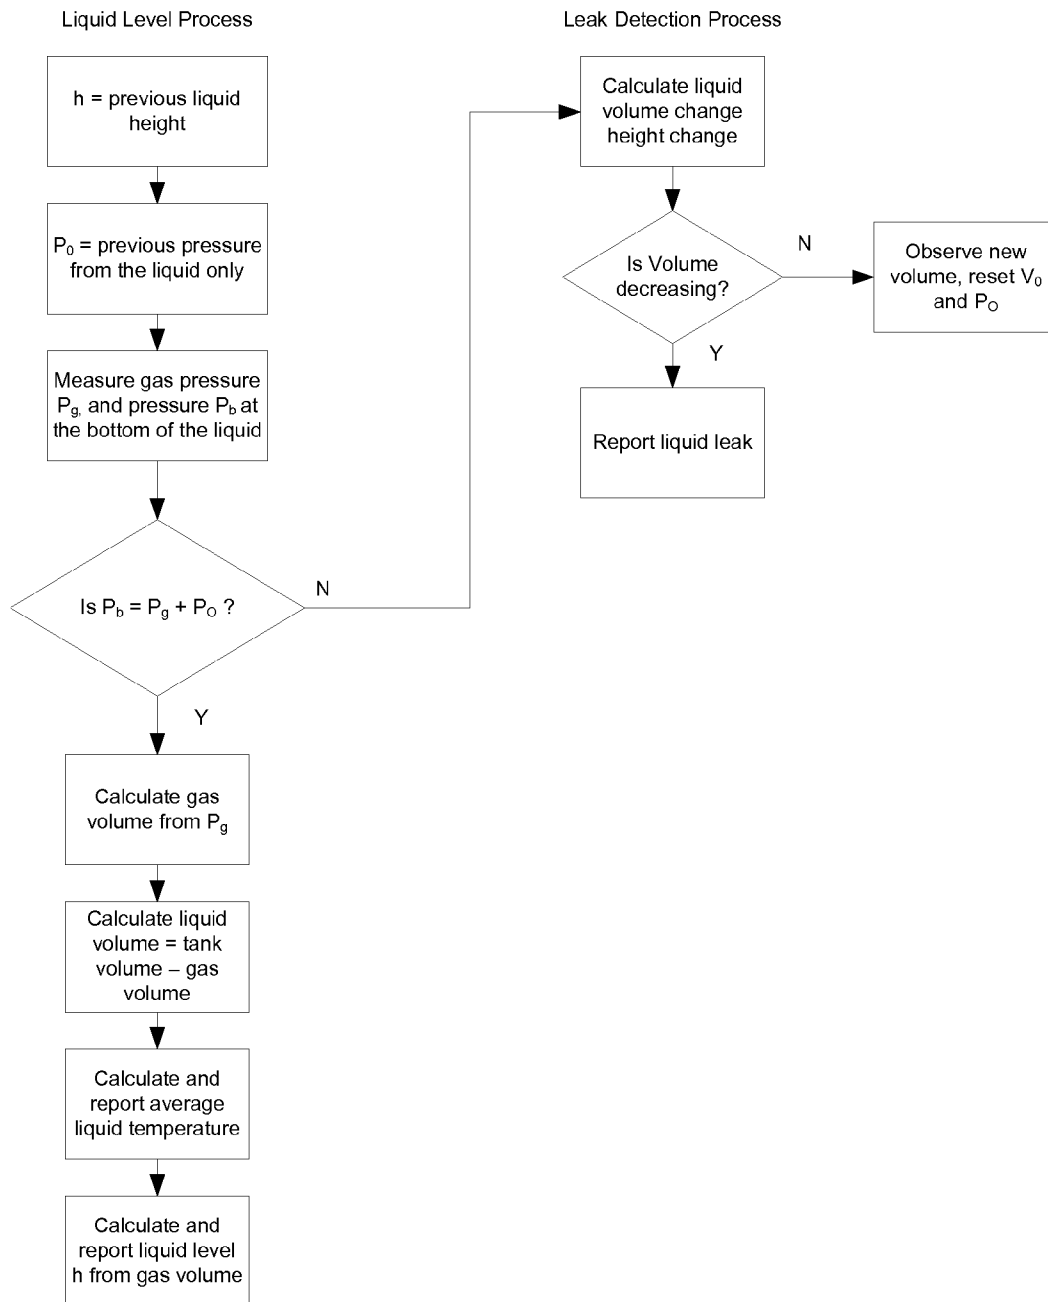 Liquid Level Process
h = previous liquid
height
P₀ = previous pressure
from the liquid only
Measure gas pressure
Pg, and pressure Pb at
the bottom of the liquid
Is Pb = Pg + PO ?
N
Y
Calculate gas
volume from Pg
Calculate liquid
volume = tank
volume – gas
volume
Calculate and
report average
liquid temperature
Calculate and
report liquid level
h from gas volume
Leak Detection Process
Calculate liquid
volume change
height change
Is Volume
decreasing?
N
Y
Observe new
volume, reset V₀
and PO
Report liquid leak